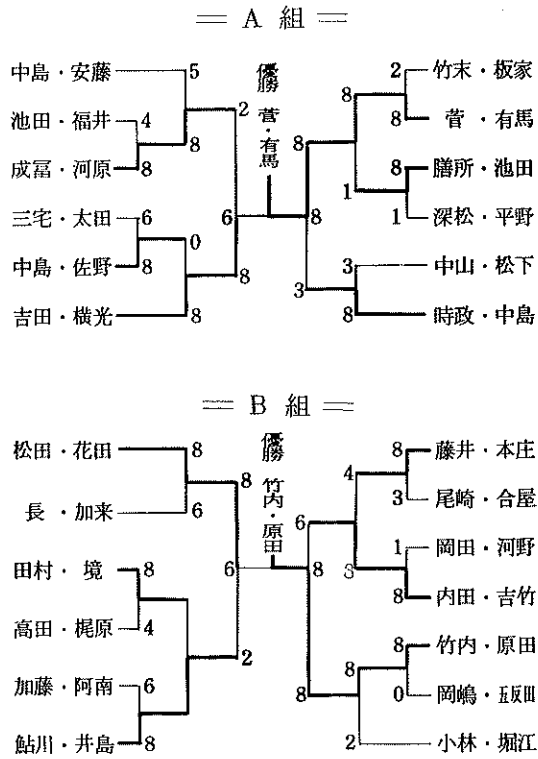 ＝ A 組 ＝
優勝 菅・有馬
中島・安藤 5
池田・福井 4
成冨・河原 8
8
2
三宅・太田 6
中島・佐野 8
0
吉田・横光 8
8
6
2 竹末・板家
8 菅・有馬
8
8 膳所・池田
1 深松・平野
1
8
3 中山・松下
8 時政・中島
3
8
＝ B 組 ＝
優勝 竹内・原田
松田・花田 8
長・加来 6
8
田村・境 8
高田・梶原 4
加藤・阿南 6
鮎川・井島 8
2
6
8 藤井・本庄
3 尾崎・合屋
4
1 岡田・河野
8 内田・吉竹
3
6
8 竹内・原田
0 岡嶋・五反田
8
2 小林・堀江
8
8